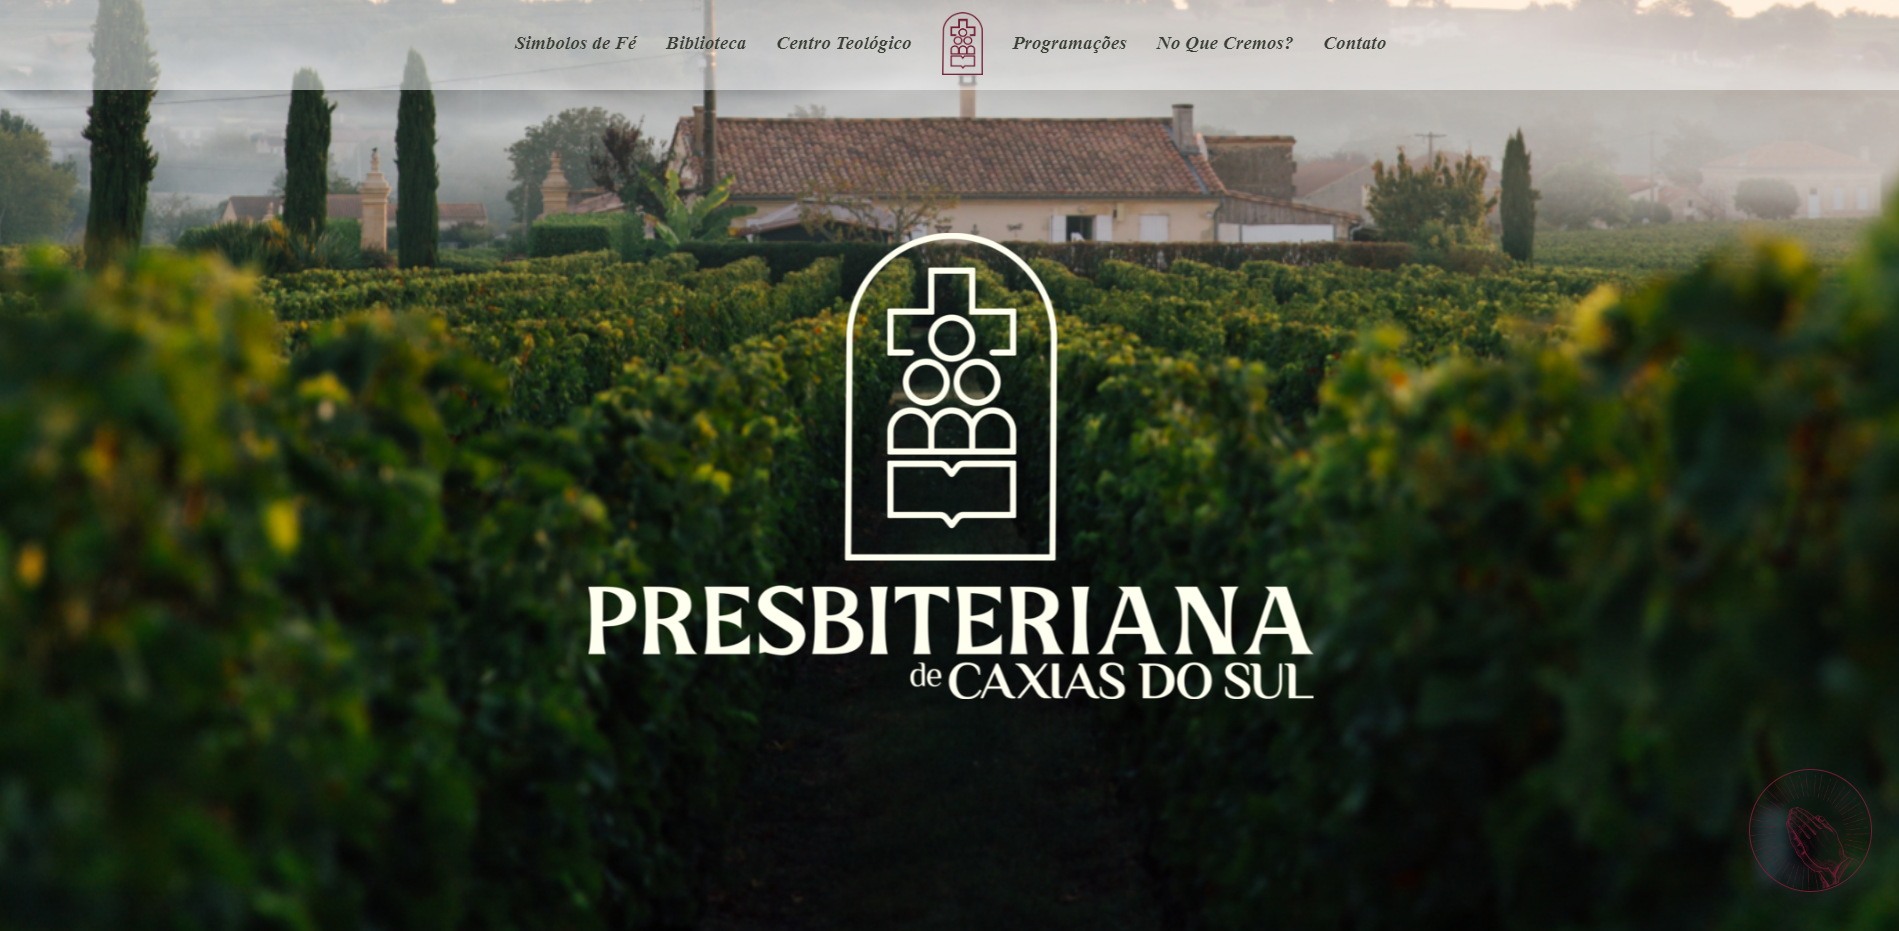 Simbolos de Fé
Biblioteca
Centro Teológico
Programações
No Que Cremos?
Contato
PRESBITERIANA
de CAXIAS DO SUL